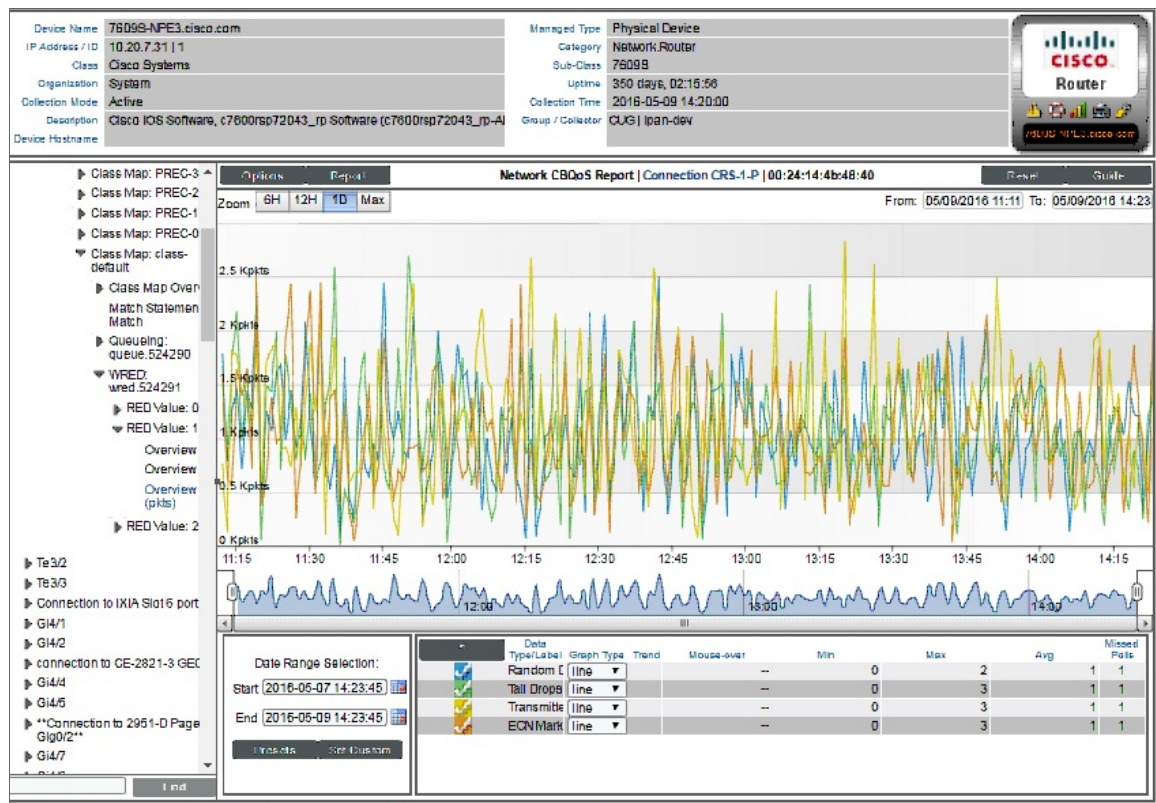 Device Name 7609S-NPE3.cisco.com Managed Type Physical Device
IP Address / ID 10.20.7.31 | 1 Category Network.Router
Class Cisco Systems Sub-Class 7609S
Organization System Uptime 350 days, 02:15:56
Collection Mode Active Collection Time 2016-05-09 14:20:00
Description Cisco IOS Software, c7600rsp72043_rp Software (c7600rsp72043_rp-A Group / Collector CUG | ipan-dev
Device Hostname
CISCO
Router
7609S-NPE3.cisco.com
Class Map: PREC-3
Class Map: PREC-2
Class Map: PREC-1
Class Map: PREC-0
Class Map: class-
default
Class Map Over
Match Statemen
Match
Queueing:
queue.524290
WRED:
wred.524291
RED Value: 0
RED Value: 1
Overview
Overview
Overview
(pkts)
RED Value: 2
Te3/2
Te3/3
Connection to IXIA Slot6 port
Gi4/1
Gi4/2
connection to CE-2821-3 GEC
Gi4/4
Gi4/5
**Connection to 2951-D Page
Gig0/2**
Gi4/7
Find
Options Report Network CBQoS Report | Connection CRS-1-P | 00:24:14:4b:48:40 Reset Guide
Zoom 6H 12H 1D Max From: 05/09/2016 11:11 To: 05/09/2016 14:23
2.5 Kpkts
2 Kpkts
1.5 Kpkts
1 Kpkts
0.5 Kpkts
0 Kpkts
11:15 11:30 11:45 12:00 12:15 12:30 12:45 13:00 13:15 13:30 13:45 14:00 14:15
12:00 13:00 14:00
Date Range Selection:
Start 2016-05-07 14:23:45
End 2016-05-09 14:23:45
Presets Set Custom
Data Type/Label Graph Type Trend Mouse-over Min Max Avg Missed Polls
Random D line -- 0 2 1 1
Tail Drops line -- 0 3 1 1
Transmitte line -- 0 3 1 1
ECN Mark line -- 0 3 1 1